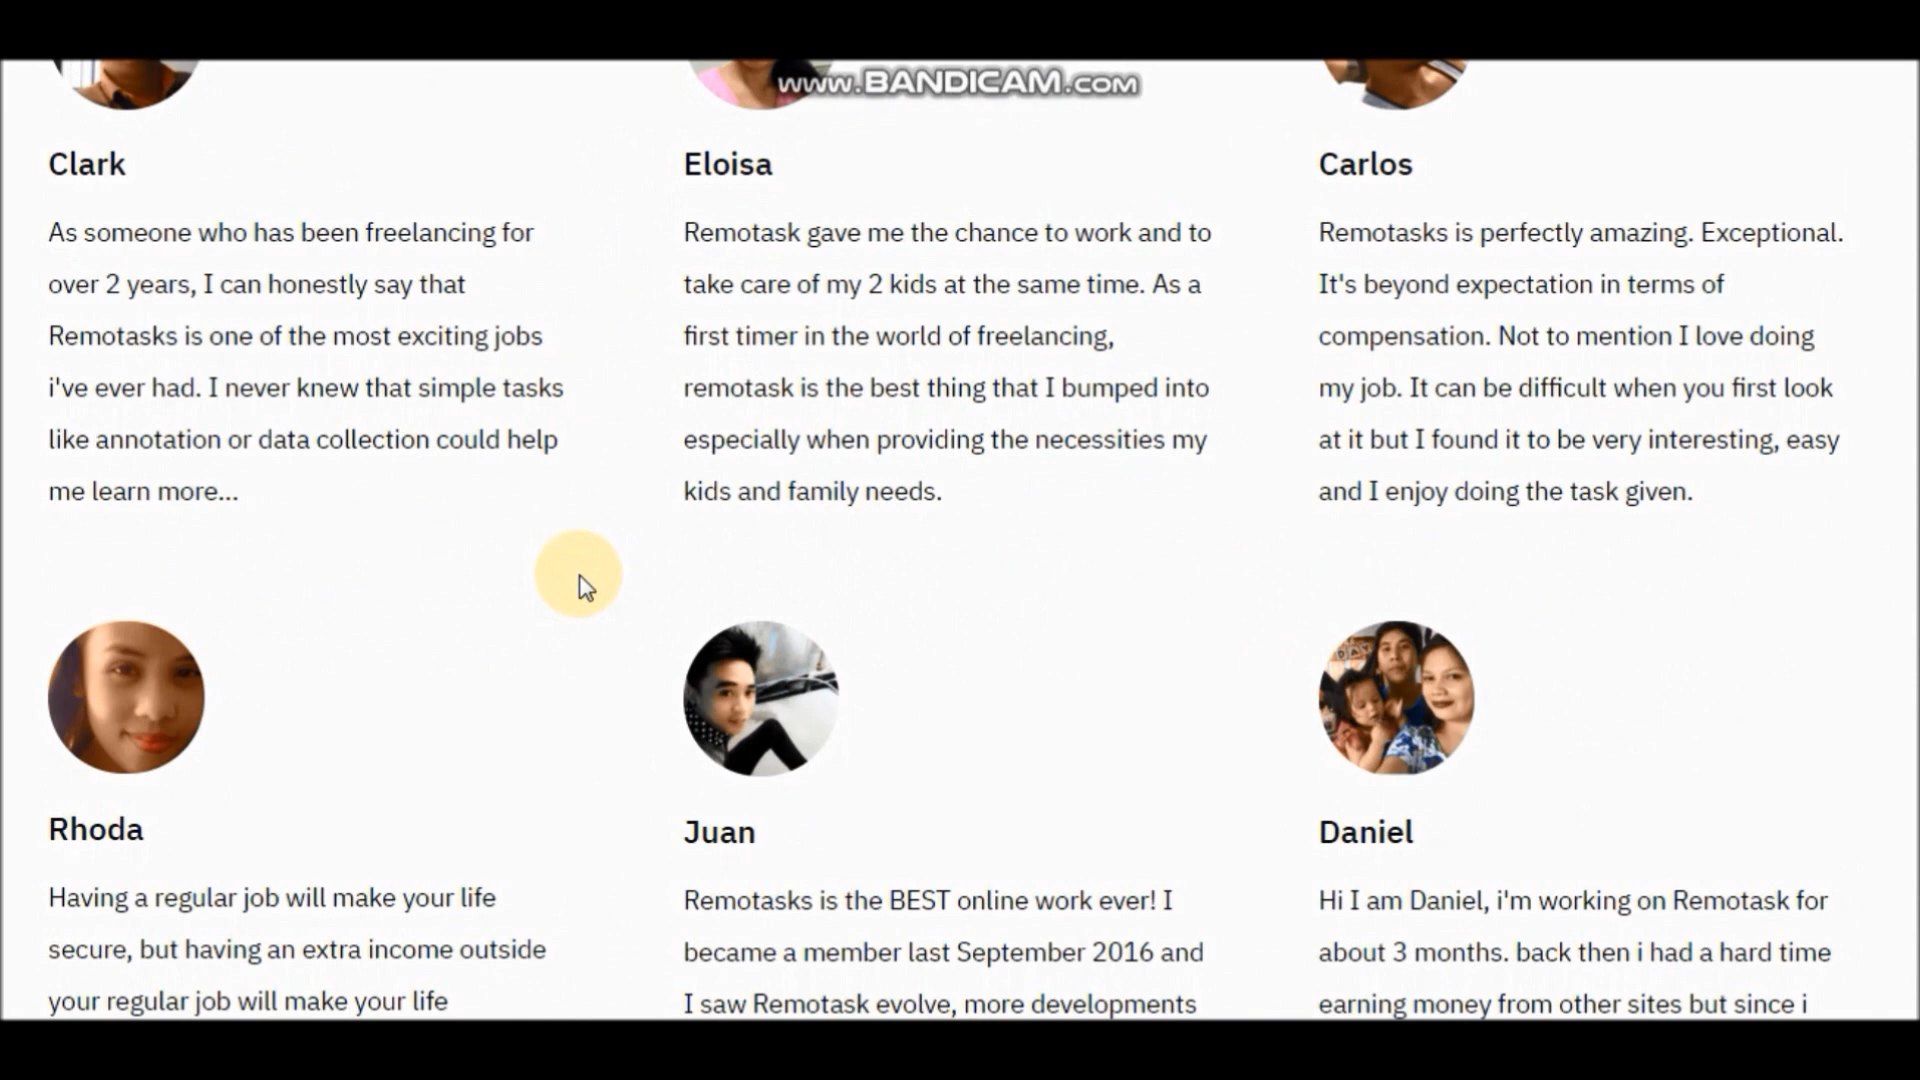 www.BANDICAM.com
Clark
As someone who has been freelancing for
over 2 years, I can honestly say that
Remotasks is one of the most exciting jobs
i've ever had. I never knew that simple tasks
like annotation or data collection could help
me learn more...
Eloisa
Remotask gave me the chance to work and to
take care of my 2 kids at the same time. As a
first timer in the world of freelancing,
remotask is the best thing that I bumped into
especially when providing the necessities my
kids and family needs.
Carlos
Remotasks is perfectly amazing. Exceptional.
It's beyond expectation in terms of
compensation. Not to mention I love doing
my job. It can be difficult when you first look
at it but I found it to be very interesting, easy
and I enjoy doing the task given.
Rhoda
Having a regular job will make your life
secure, but having an extra income outside
your regular job will make your life
Juan
Remotasks is the BEST online work ever! I
became a member last September 2016 and
I saw Remotask evolve, more developments
DAY
Daniel
Hi I am Daniel, i'm working on Remotask for
about 3 months. back then i had a hard time
earning money from other sites but since i